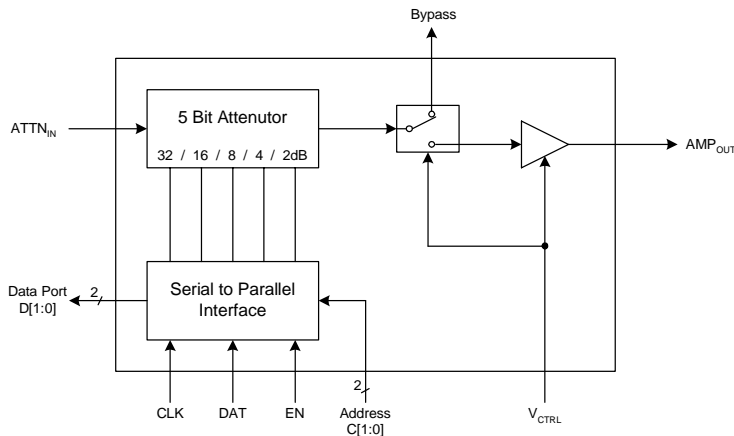 Bypass
5 Bit Attenutor
ATTN_IN
32 / 16 / 8 / 4 / 2dB
AMP_OUT
Data Port
D[1:0]
2
Serial to Parallel
Interface
2
CLK
DAT
EN
Address
C[1:0]
V_CTRL